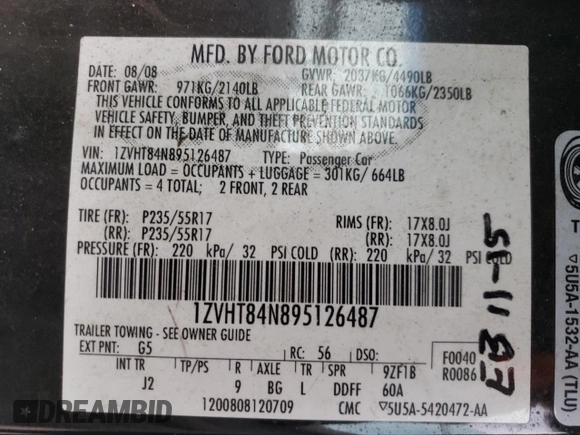 MFD. BY FORD MOTOR CO.
DATE: 08/08 GVWR: 2037KG/4490LB
FRONT GAWR: 971KG/2140LB REAR GAWR: 1066KG/2350LB
THIS VEHICLE CONFORMS TO ALL APPLICABLE FEDERAL MOTOR
VEHICLE SAFETY, BUMPER, AND THEFT PREVENTION STANDARDS
IN EFFECT ON THE DATE OF MANUFACTURE SHOWN ABOVE.
VIN: 1ZVHT84N895126487 TYPE: Passenger Car
MAXIMUM LOAD = OCCUPANTS + LUGGAGE = 301KG/ 664LB
OCCUPANTS = 4 TOTAL; 2 FRONT, 2 REAR
TIRE (FR): P235/55R17 RIMS (FR): 17X8.0J
(RR): P235/55R17 (RR): 17X8.0J
PRESSURE (FR): 220 kPa/ 32 PSI COLD (RR): 220 kPa/ 32 PSI COLD
1ZVHT84N895126487
TRAILER TOWING - SEE OWNER GUIDE
EXT PNT: G5 RC: 56 DSO: F0040
INT TR TP/PS R AXLE TR SPR 9ZF1B R0086
J2 9 BG L DDFF 60A
1200808120709 CMC ▽5U5A-5420472-AA
▽5U5A-1532-AA (TLU)
T
DREAMBID